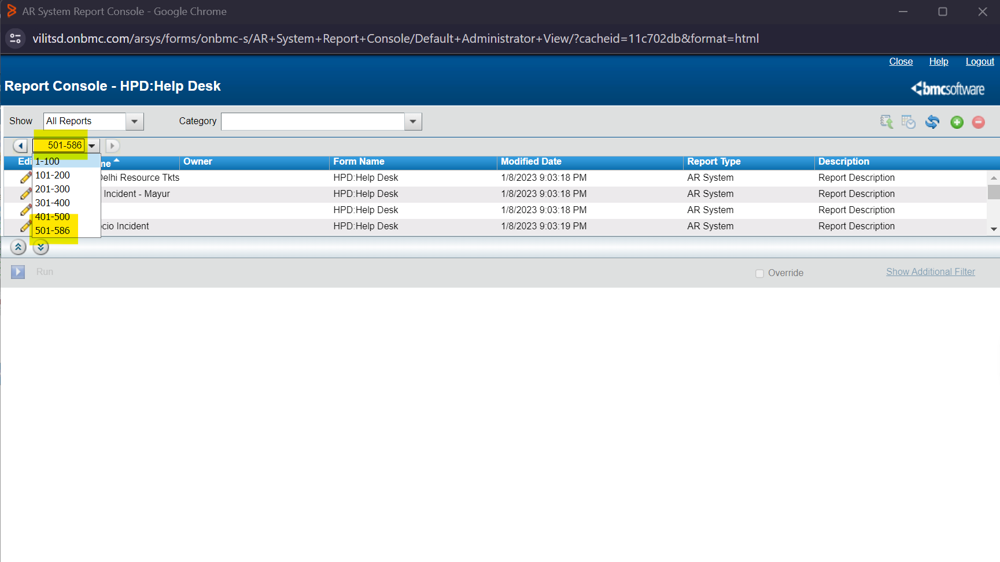 AR System Report Console - Google Chrome
vilitsd.onbmc.com/arsys/forms/onbmc-s/AR+System+Report+Console/Default+Administrator+View/?cacheid=11c702db&format=html
Close Help Logout
Report Console - HPD:Help Desk
bmcsoftware
Show All Reports Category
501-586
1-100
101-200
201-300
301-400
401-500
501-586
Edi me Owner Form Name Modified Date Report Type Description
Delhi Resource Tkts HPD:Help Desk 1/8/2023 9:03:18 PM AR System Report Description
Incident - Mayur HPD:Help Desk 1/8/2023 9:03:18 PM AR System Report Description
HPD:Help Desk 1/8/2023 9:03:18 PM AR System Report Description
cio Incident HPD:Help Desk 1/8/2023 9:03:19 PM AR System Report Description
Run Override Show Additional Filter